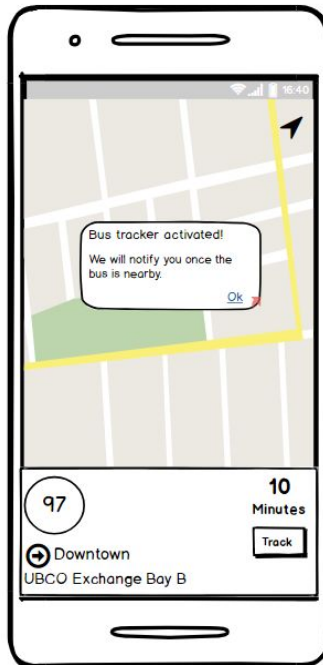 16:40
Bus tracker activated!
We will notify you once the
bus is nearby.
Ok
97
10
Minutes
Track
Downtown
UBCO Exchange Bay B